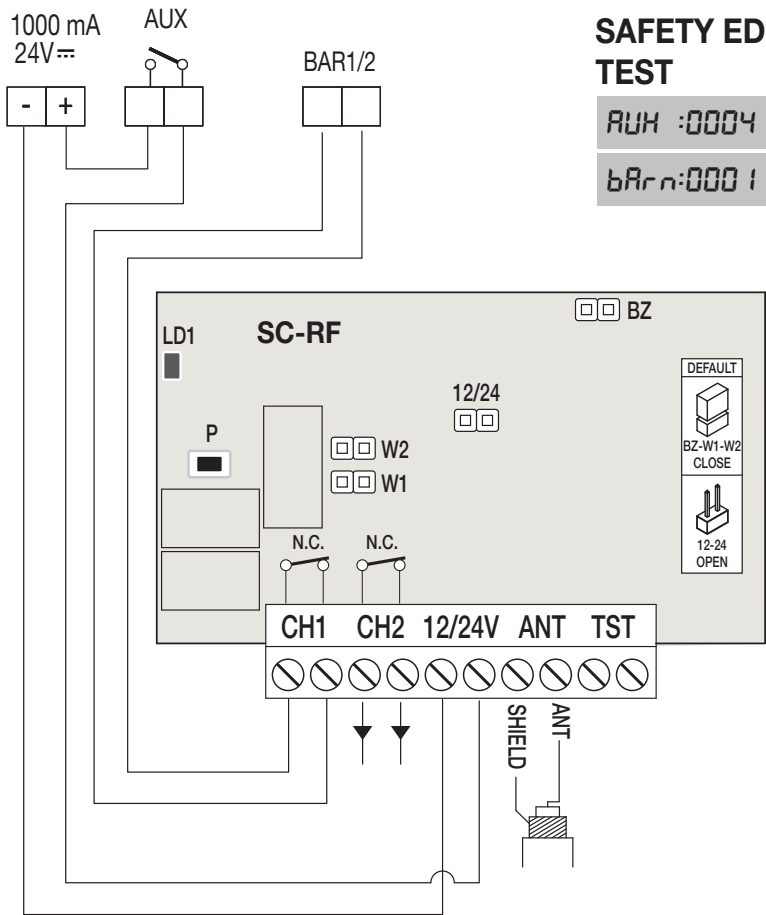 1000 mA
24V⎓
AUX
BAR1/2
- +
SAFETY ED
TEST
AUX :0004
bArn:0001
BZ
LD1
SC-RF
12/24
DEFAULT
BZ-W1-W2
CLOSE
12-24
OPEN
P
W2
W1
N.C.
N.C.
CH1 CH2 12/24V ANT TST
SHIELD
ANT